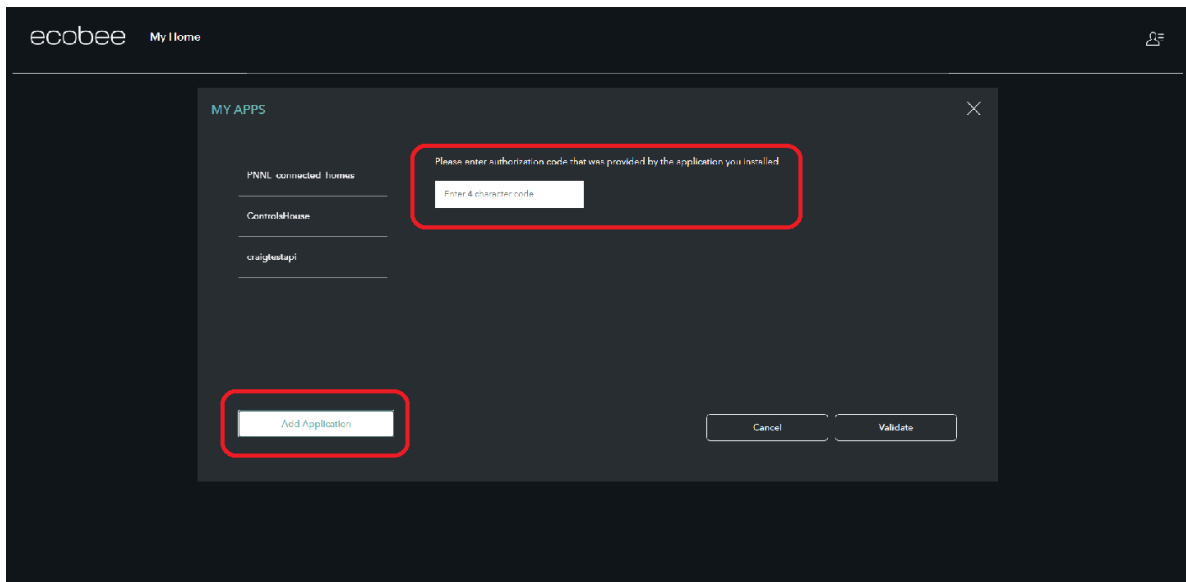 ecobee My Home
MY APPS
Please enter authorization code that was provided by the application you installed
Enter 4 character code
PNNL connected homes
ControlsHouse
craigtestapi
Add Application
Cancel
Validate